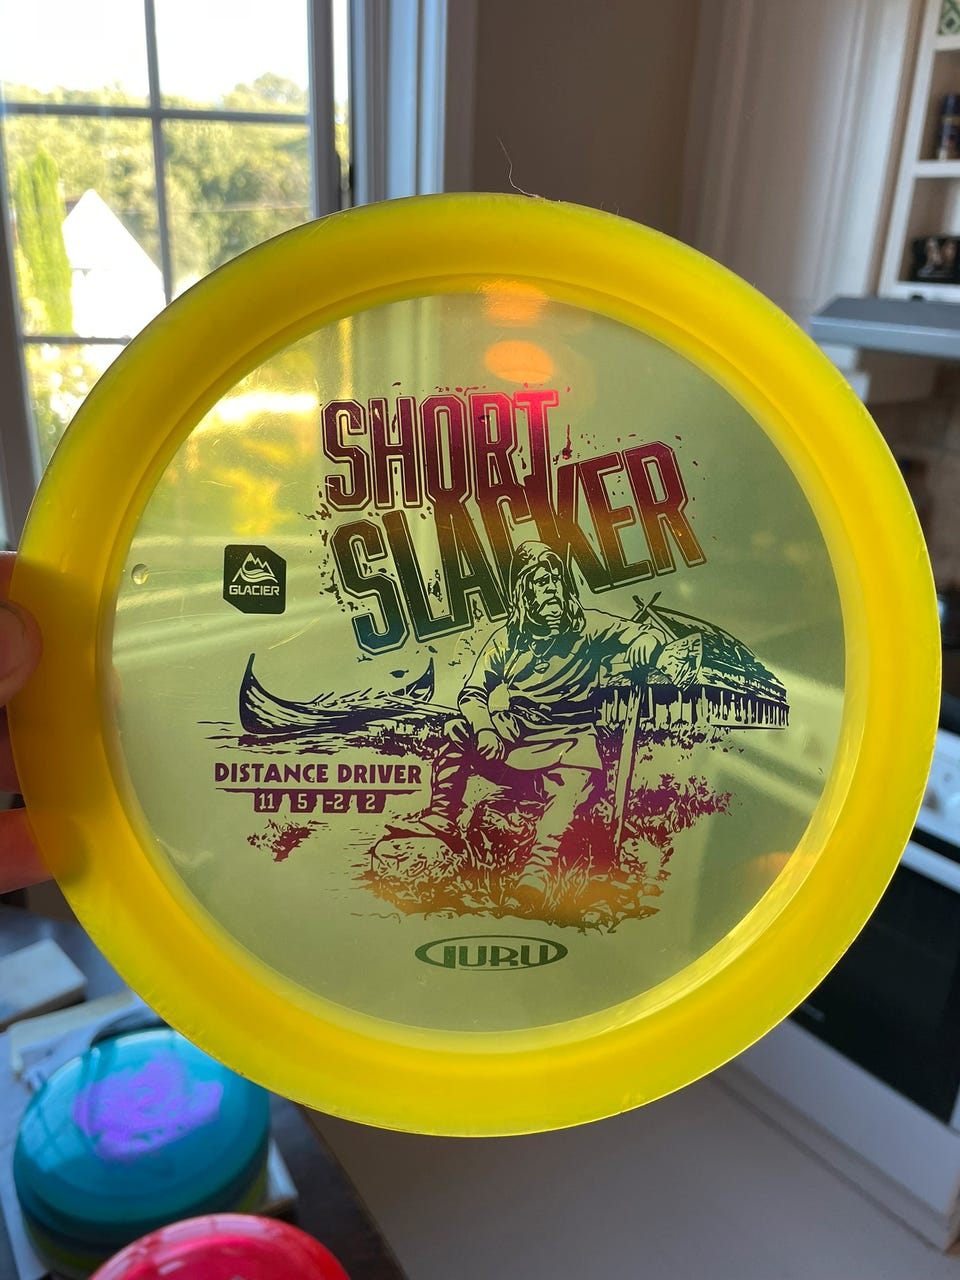 SHORT
SLACKER
GLACIER
DISTANCE DRIVER
11 5 -2 2
GURU